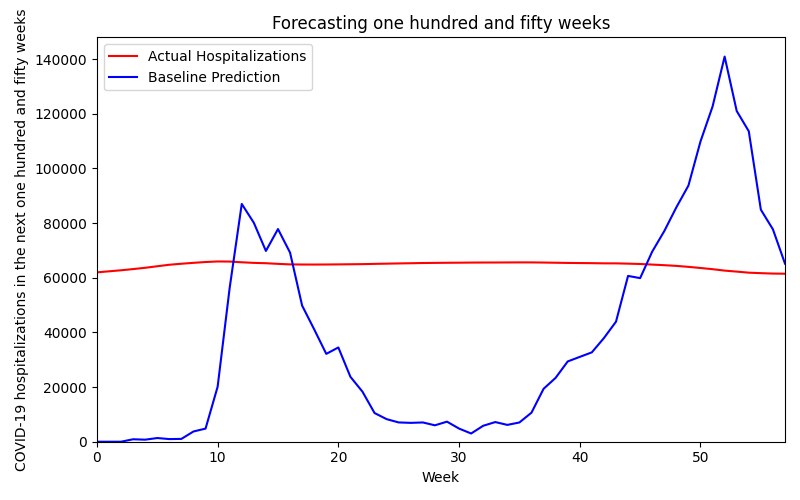 Forecasting one hundred and fifty weeks
Actual Hospitalizations
Baseline Prediction
COVID-19 hospitalizations in the next one hundred and fifty weeks
140000
120000
100000
80000
60000
40000
20000
0
0 10 20 30 40 50
Week